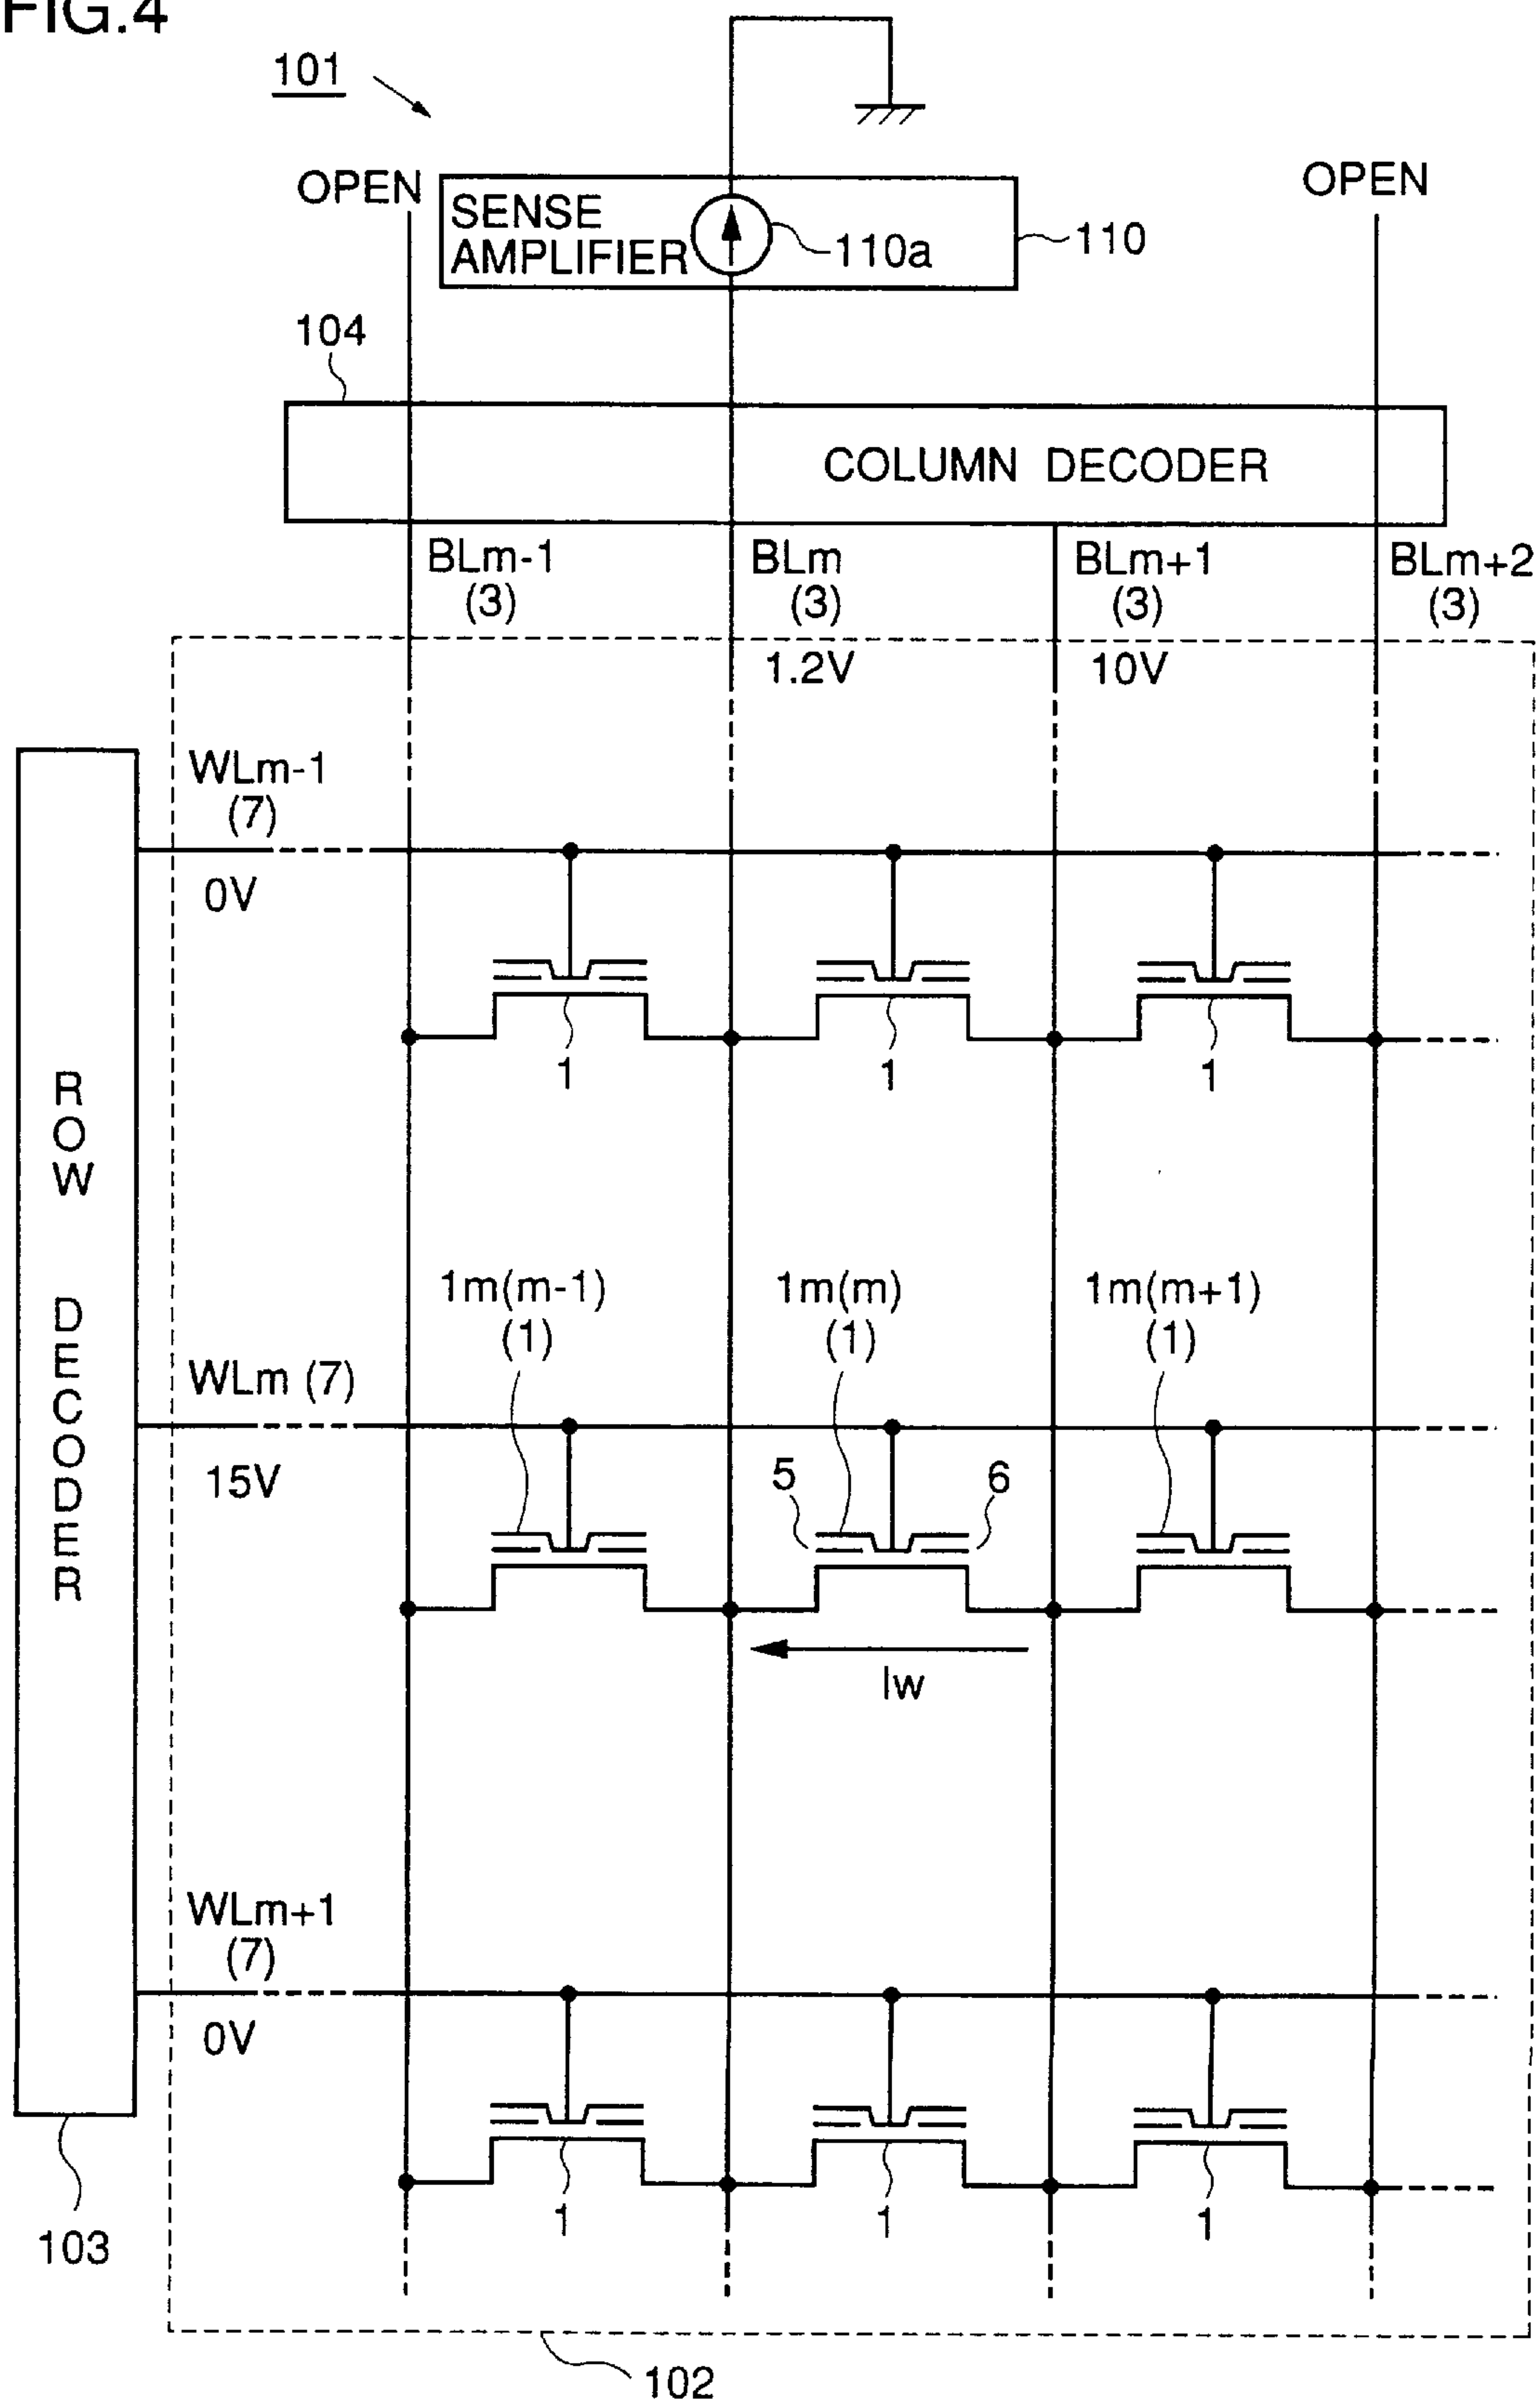 FIG.4
101
OPEN
OPEN
SENSE
AMPLIFIER
110a
110
104
COLUMN DECODER
BLm-1
(3)
BLm
(3)
BLm+1
(3)
BLm+2
(3)
1.2V
10V
WLm-1
(7)
0V
1
1
1
ROW DECODER
1m(m-1)
(1)
1m(m)
(1)
1m(m+1)
(1)
WLm (7)
15V
5
6
Iw
WLm+1
(7)
0V
1
1
1
103
102